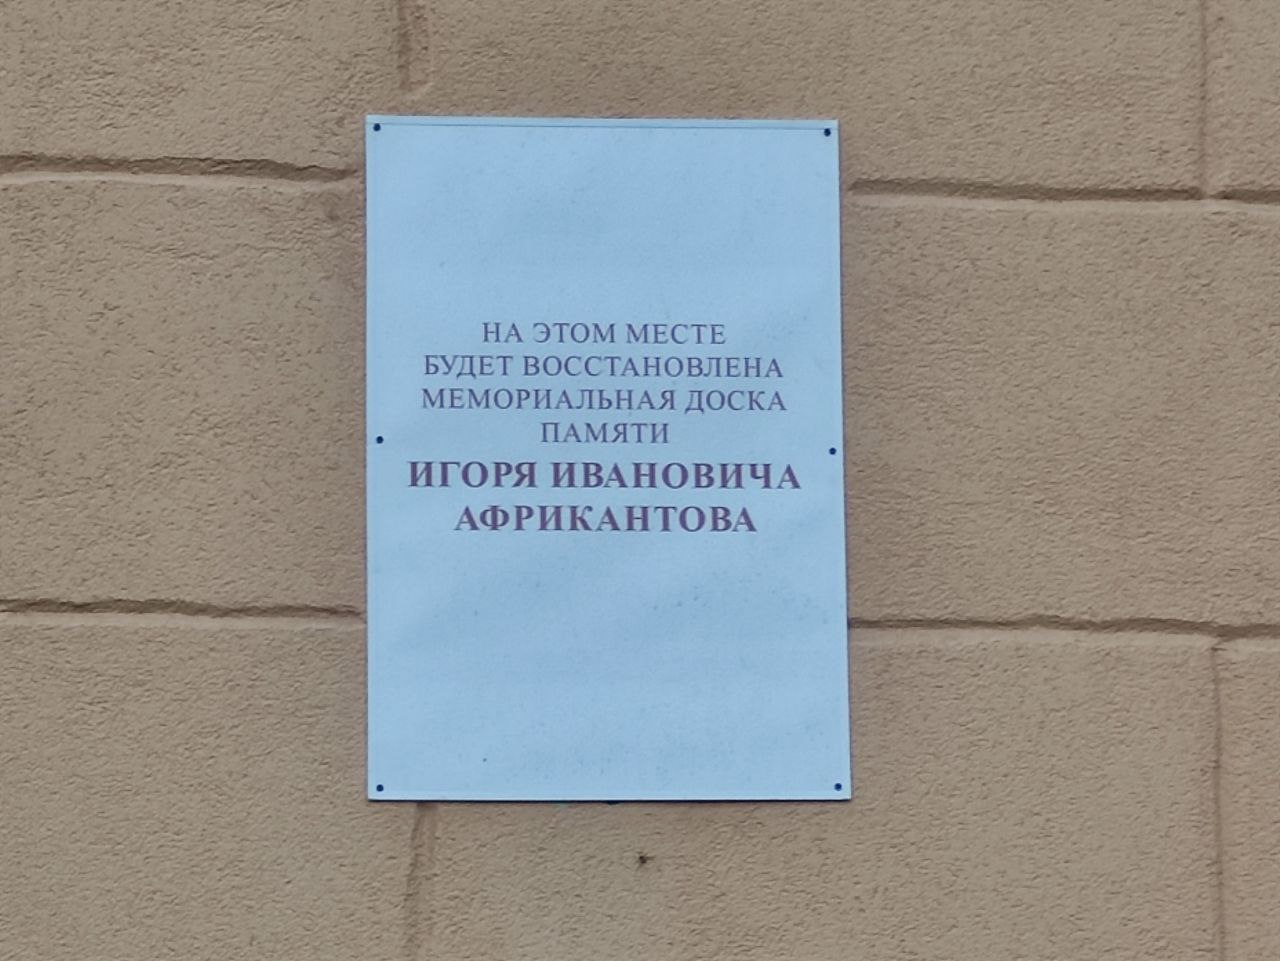 НА ЭТОМ МЕСТЕ
БУДЕТ ВОССТАНОВЛЕНА
МЕМОРИАЛЬНАЯ ДОСКА
ПАМЯТИ
ИГОРЯ ИВАНОВИЧА
АФРИКАНТОВА